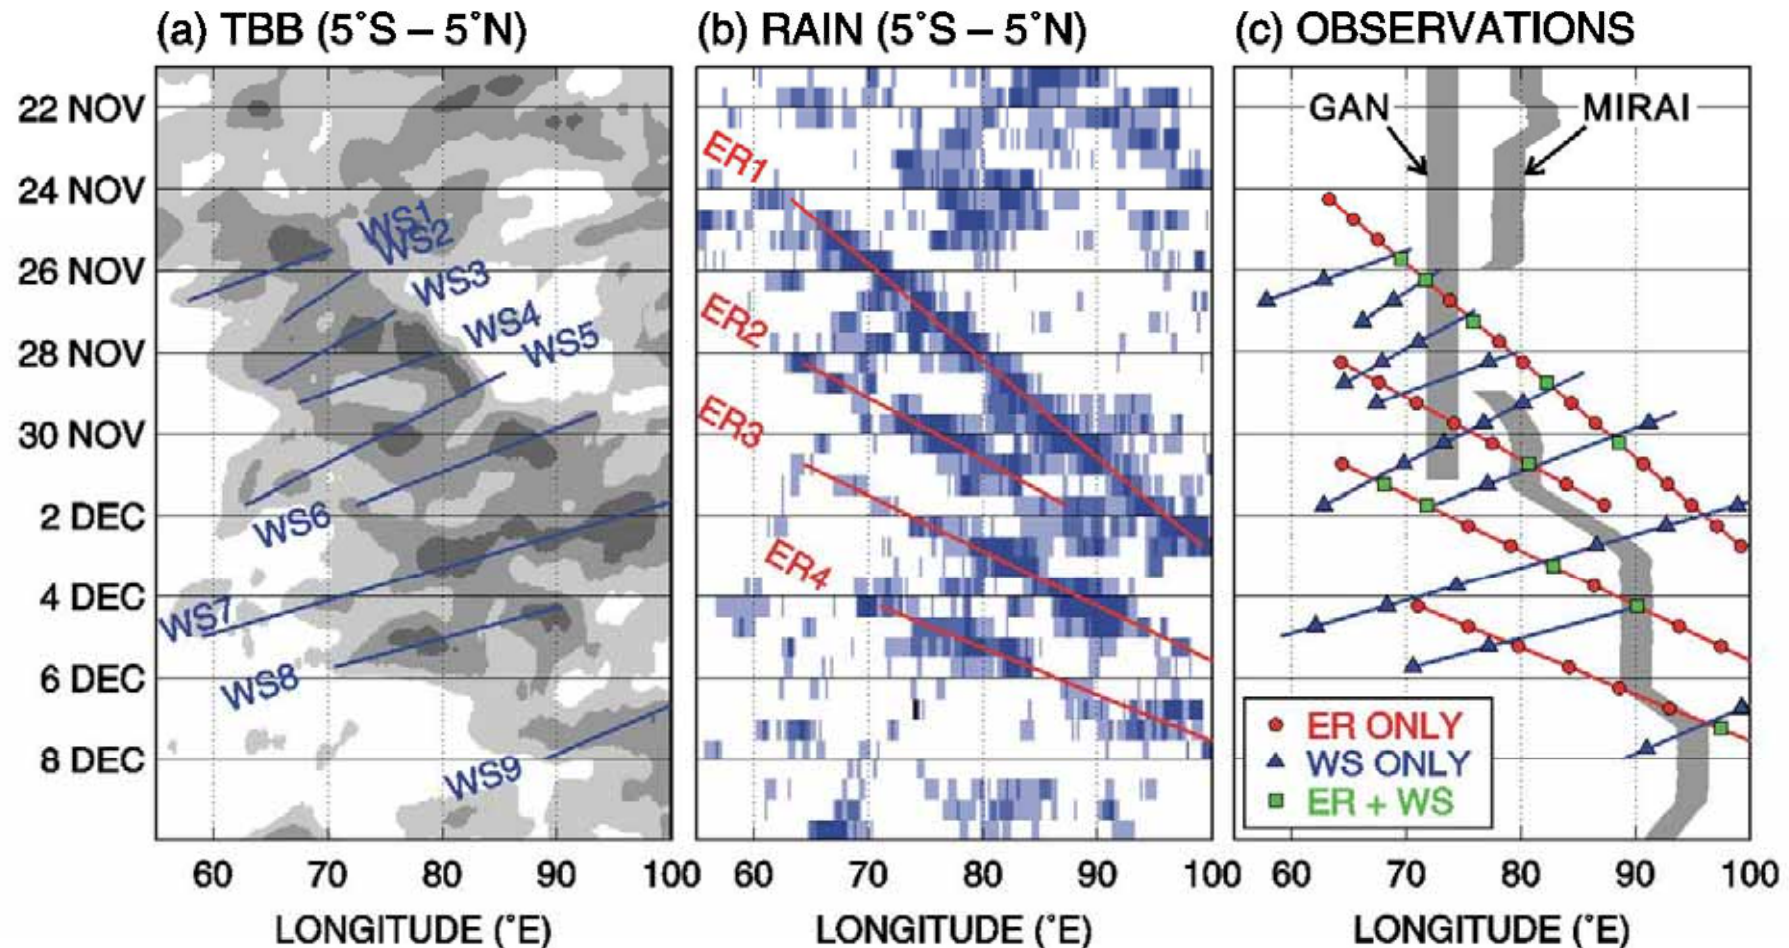 (a) TBB (5°S – 5°N)
(b) RAIN (5°S – 5°N)
(c) OBSERVATIONS
22 NOV
24 NOV
26 NOV
28 NOV
30 NOV
2 DEC
4 DEC
6 DEC
8 DEC
WS1
WS2
WS3
WS4
WS5
WS6
WS7
WS8
WS9
60 70 80 90 100
LONGITUDE (°E)
ER1
ER2
ER3
ER4
60 70 80 90 100
LONGITUDE (°E)
GAN
MIRAI
ER ONLY
WS ONLY
ER + WS
60 70 80 90 100
LONGITUDE (°E)